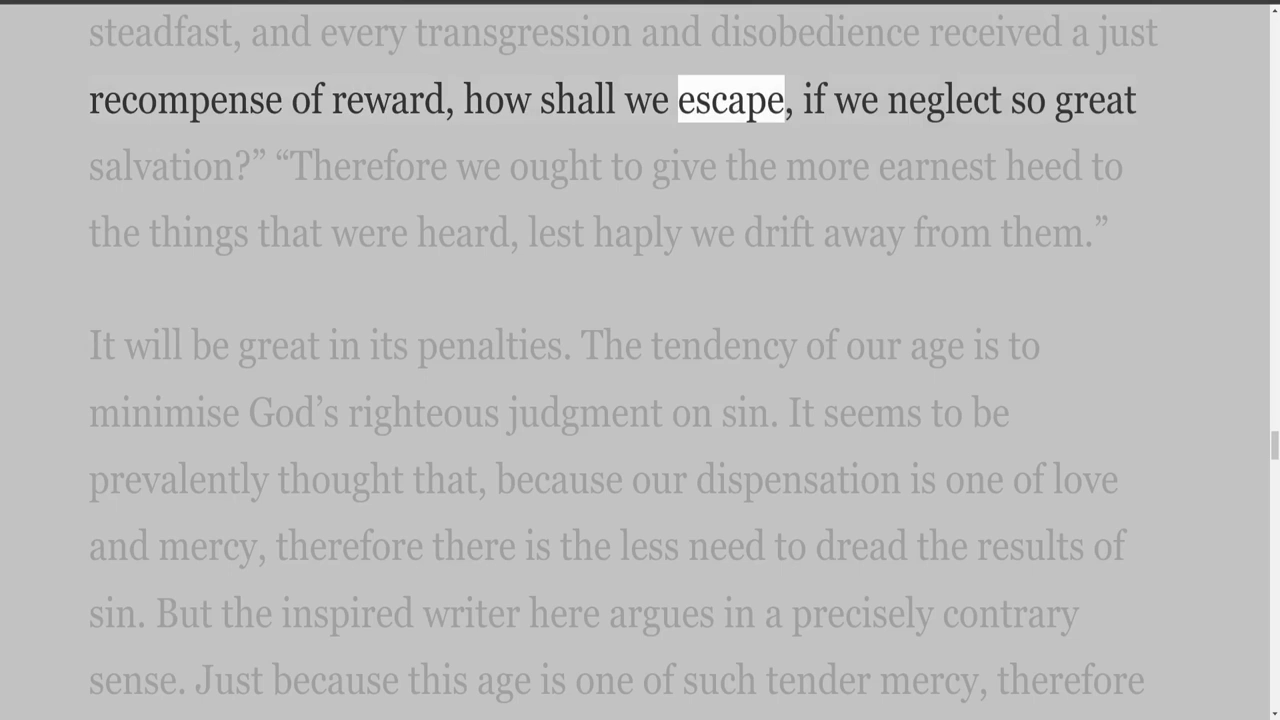 steadfast, and every transgression and disobedience received a just
recompense of reward, how shall we escape, if we neglect so great
salvation?” “Therefore we ought to give the more earnest heed to
the things that were heard, lest haply we drift away from them.”
It will be great in its penalties. The tendency of our age is to
minimise God’s righteous judgment on sin. It seems to be
prevalently thought that, because our dispensation is one of love
and mercy, therefore there is the less need to dread the results of
sin. But the inspired writer here argues in a precisely contrary
sense. Just because this age is one of such tender mercy, therefore